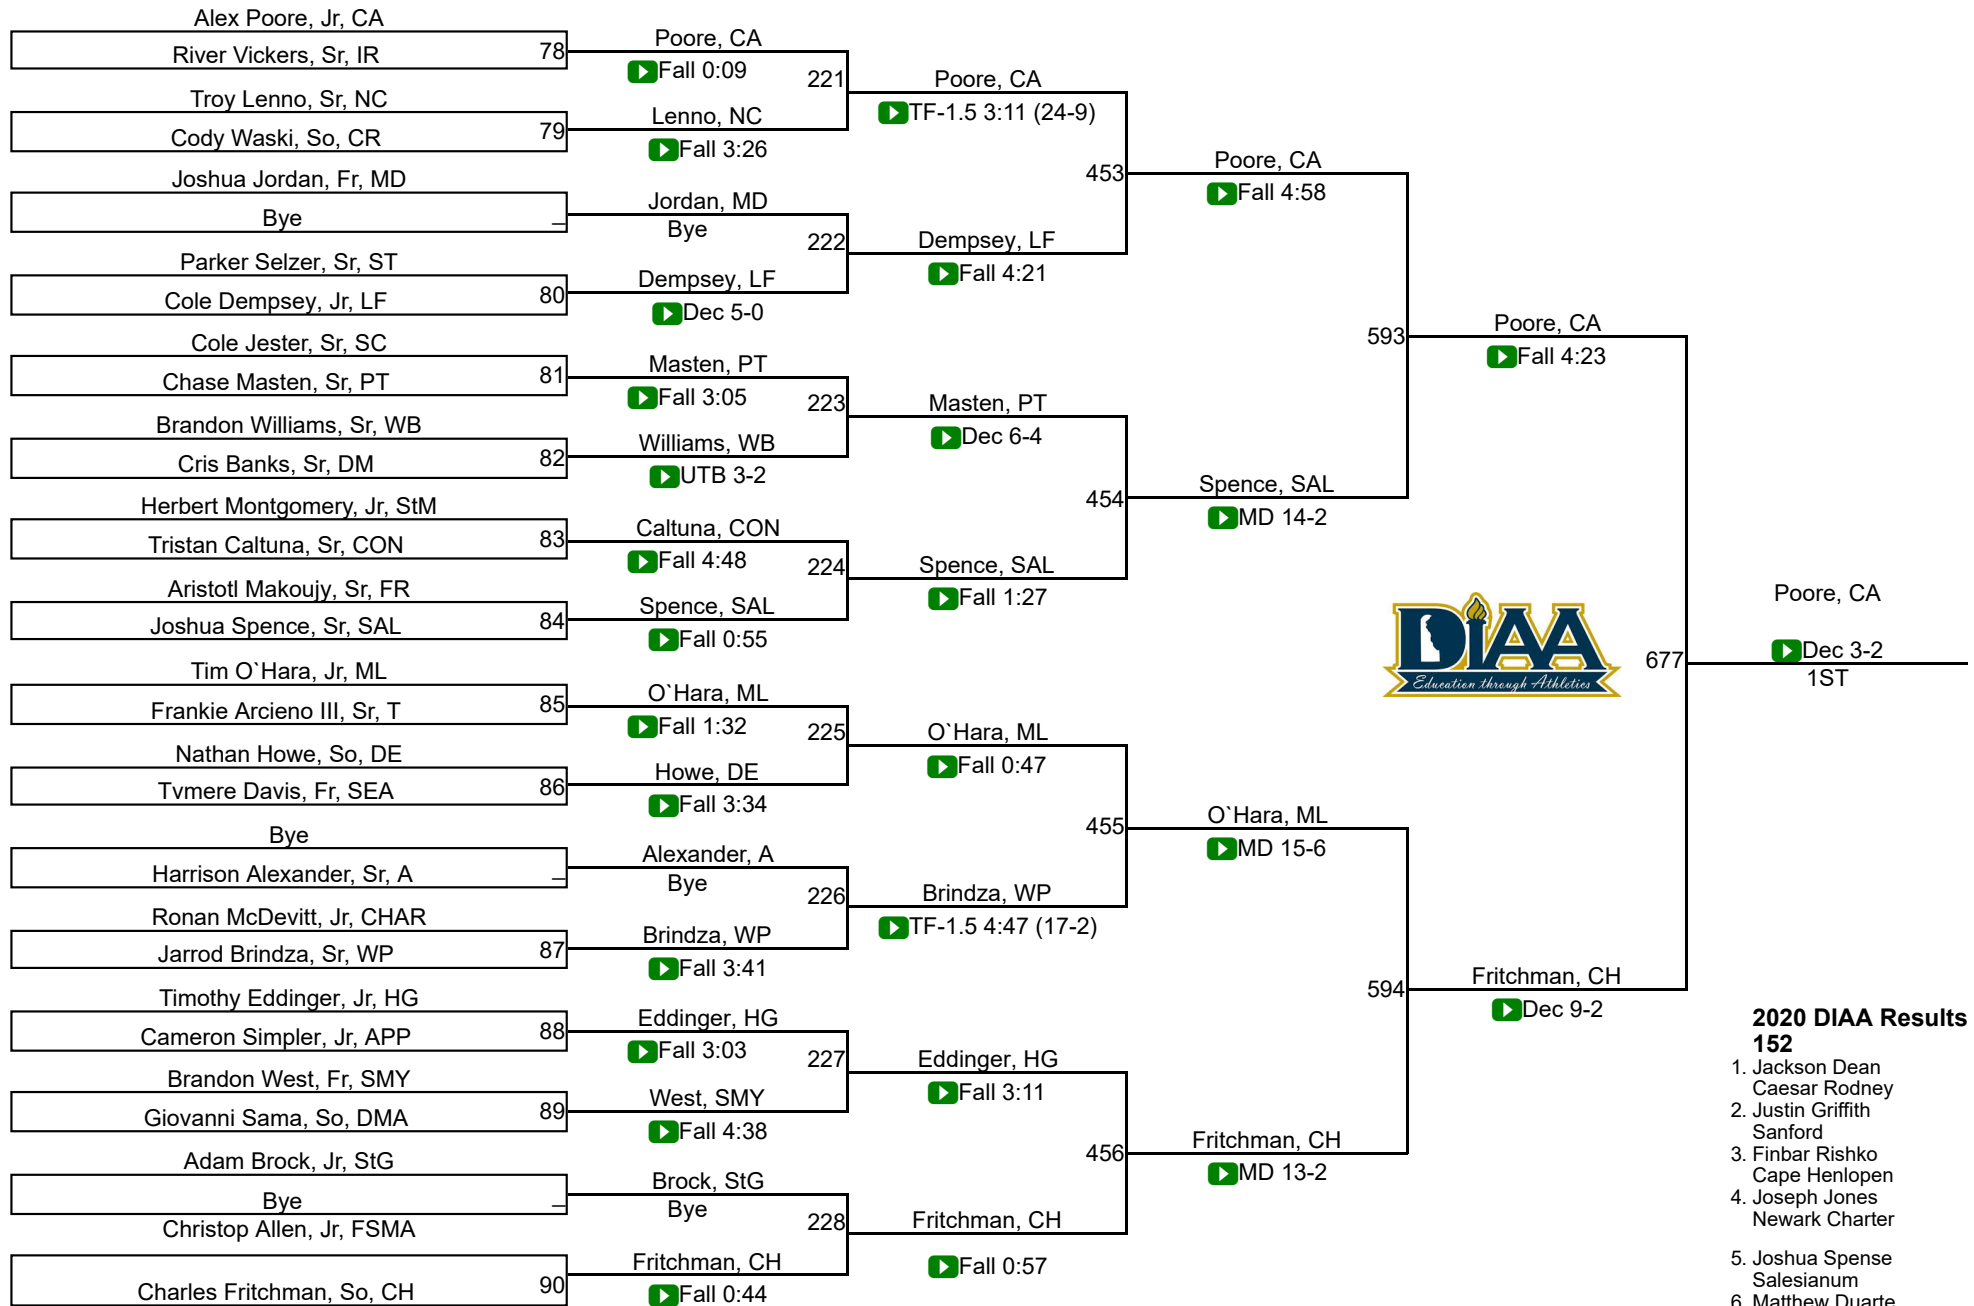 Alex Poore, Jr, CA
River Vickers, Sr, IR
78
Troy Lenno, Sr, NC
Cody Waski, So, CR
79
Joshua Jordan, Fr, MD
Bye
_
Parker Selzer, Sr, ST
Cole Dempsey, Jr, LF
80
Cole Jester, Sr, SC
Chase Masten, Sr, PT
81
Brandon Williams, Sr, WB
Cris Banks, Sr, DM
82
Herbert Montgomery, Jr, StM
Tristan Caltuna, Sr, CON
83
Aristotl Makoujy, Sr, FR
Joshua Spence, Sr, SAL
84
Tim O`Hara, Jr, ML
Frankie Arcieno III, Sr, T
85
Nathan Howe, So, DE
Tvmere Davis, Fr, SEA
86
Bye
Harrison Alexander, Sr, A
_
Ronan McDevitt, Jr, CHAR
Jarrod Brindza, Sr, WP
87
Timothy Eddinger, Jr, HG
Cameron Simpler, Jr, APP
88
Brandon West, Fr, SMY
Giovanni Sama, So, DMA
89
Adam Brock, Jr, StG
Bye
_
Christop Allen, Jr, FSMA
Charles Fritchman, So, CH
90
Poore, CA
Fall 0:09
221
Lenno, NC
Fall 3:26
Jordan, MD
Bye
222
Dempsey, LF
Dec 5-0
Masten, PT
Fall 3:05
223
Williams, WB
UTB 3-2
Caltuna, CON
Fall 4:48
224
Spence, SAL
Fall 0:55
O`Hara, ML
Fall 1:32
225
Howe, DE
Fall 3:34
Alexander, A
Bye
226
Brindza, WP
Fall 3:41
Eddinger, HG
Fall 3:03
227
West, SMY
Fall 4:38
Brock, StG
Bye
228
Fritchman, CH
Fall 0:44
Poore, CA
TF-1.5 3:11 (24-9)
453
Dempsey, LF
Fall 4:21
Masten, PT
Dec 6-4
454
Spence, SAL
Fall 1:27
O`Hara, ML
Fall 0:47
455
Brindza, WP
TF-1.5 4:47 (17-2)
Eddinger, HG
Fall 3:11
456
Fritchman, CH
Fall 0:57
Poore, CA
Fall 4:58
593
Spence, SAL
MD 14-2
O`Hara, ML
MD 15-6
594
Fritchman, CH
MD 13-2
Poore, CA
Fall 4:23
677
Fritchman, CH
Dec 9-2
DIAA
Education through Athletics
Poore, CA
Dec 3-2
1ST
2020 DIAA Results
152
1. Jackson Dean
Caesar Rodney
2. Justin Griffith
Sanford
3. Finbar Rishko
Cape Henlopen
4. Joseph Jones
Newark Charter
5. Joshua Spense
Salesianum
6. Matthew Duarte